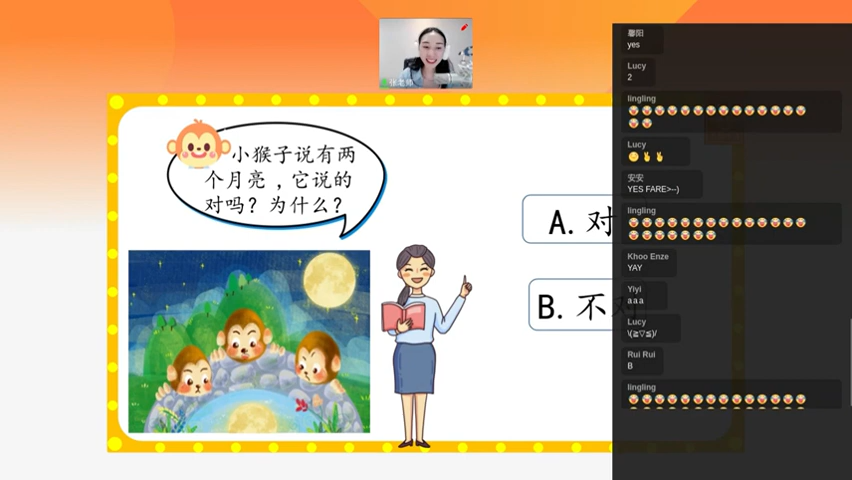 张老师
小猴子说有两
个月亮，它说的
对吗？为什么？
A. 对
B. 不对
馨阳
yes
Lucy
2
lingling
🤡🤡🤡🤡🤡🤡🤡🤡🤡🤡🤡🤡🤡🤡
🤡🤡
Lucy
😳✌️✌️
安安
YES FARE>--)
lingling
🤡🤡🤡🤡🤡🤡🤡🤡🤡🤡🤡🤡🤡🤡
🤡🤡🤡🤡🤡🤡🤡
Khoo Enze
YAY
Yiyi
a a a
Lucy
\(≧▽≦)/
Rui Rui
B
lingling
🤡🤡🤡🤡🤡🤡🤡🤡🤡🤡🤡🤡🤡🤡